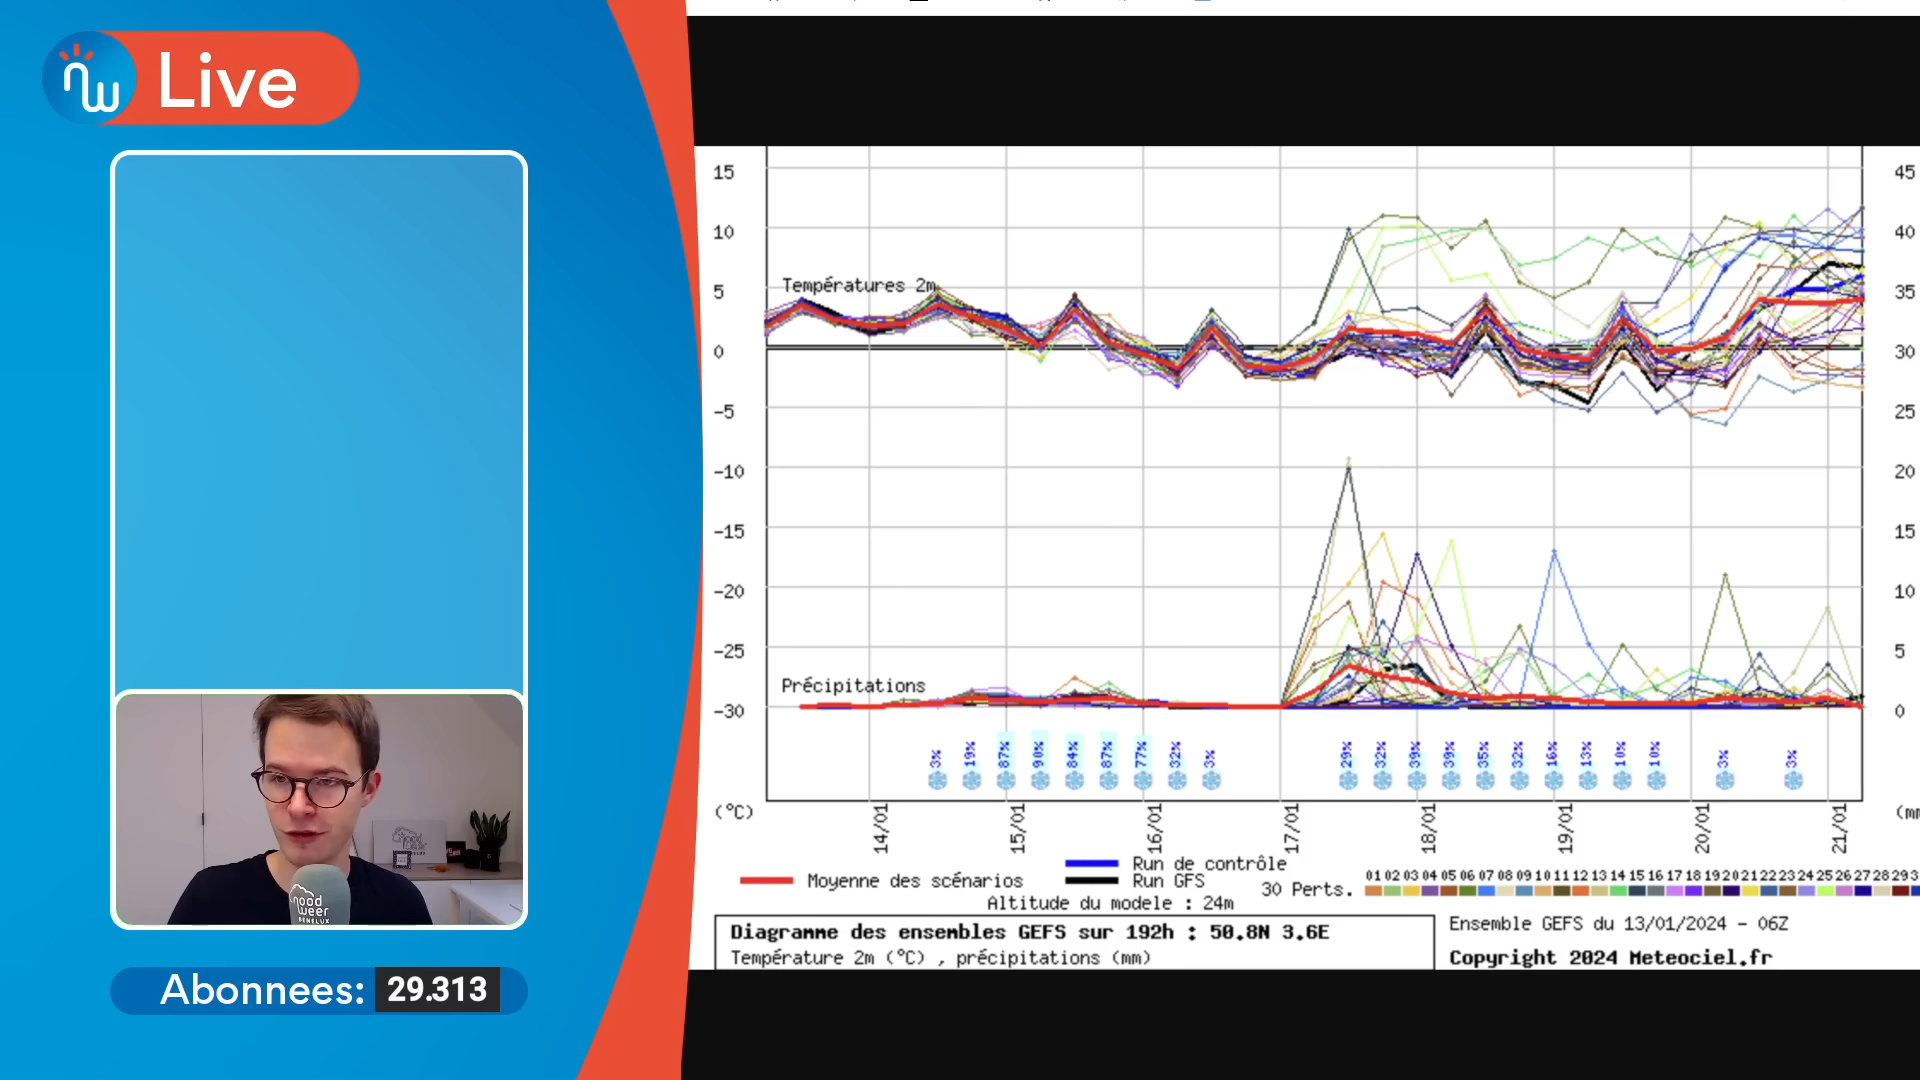 nw Live
15 45
10 40
Températures 2m
5 35
0 30
-5 25
-10 20
-15 15
-20 10
-25 5
Précipitations
-30 0
3% 19% 87% 90% 84% 87% 77% 32% 3% 29% 32% 39% 39% 35% 32% 16% 13% 10% 10% 3% 3%
(°C)
14/01 15/01 16/01 17/01 18/01 19/01 20/01 21/01
Run de contrôle
Moyenne des scénarios Run GFS
30 Perts.
01 02 03 04 05 06 07 08 09 10 11 12 13 14 15 16 17 18 19 20 21 22 23 24 25 26 27 28 29 3
Altitude du modele : 24m
Diagramme des ensembles GEFS sur 192h : 50.8N 3.6E
Température 2m (°C) , précipitations (mm)
Ensemble GEFS du 13/01/2024 - 06Z
Copyright 2024 Meteociel.fr
nood
weer
BENELUX
Abonnees: 29.313